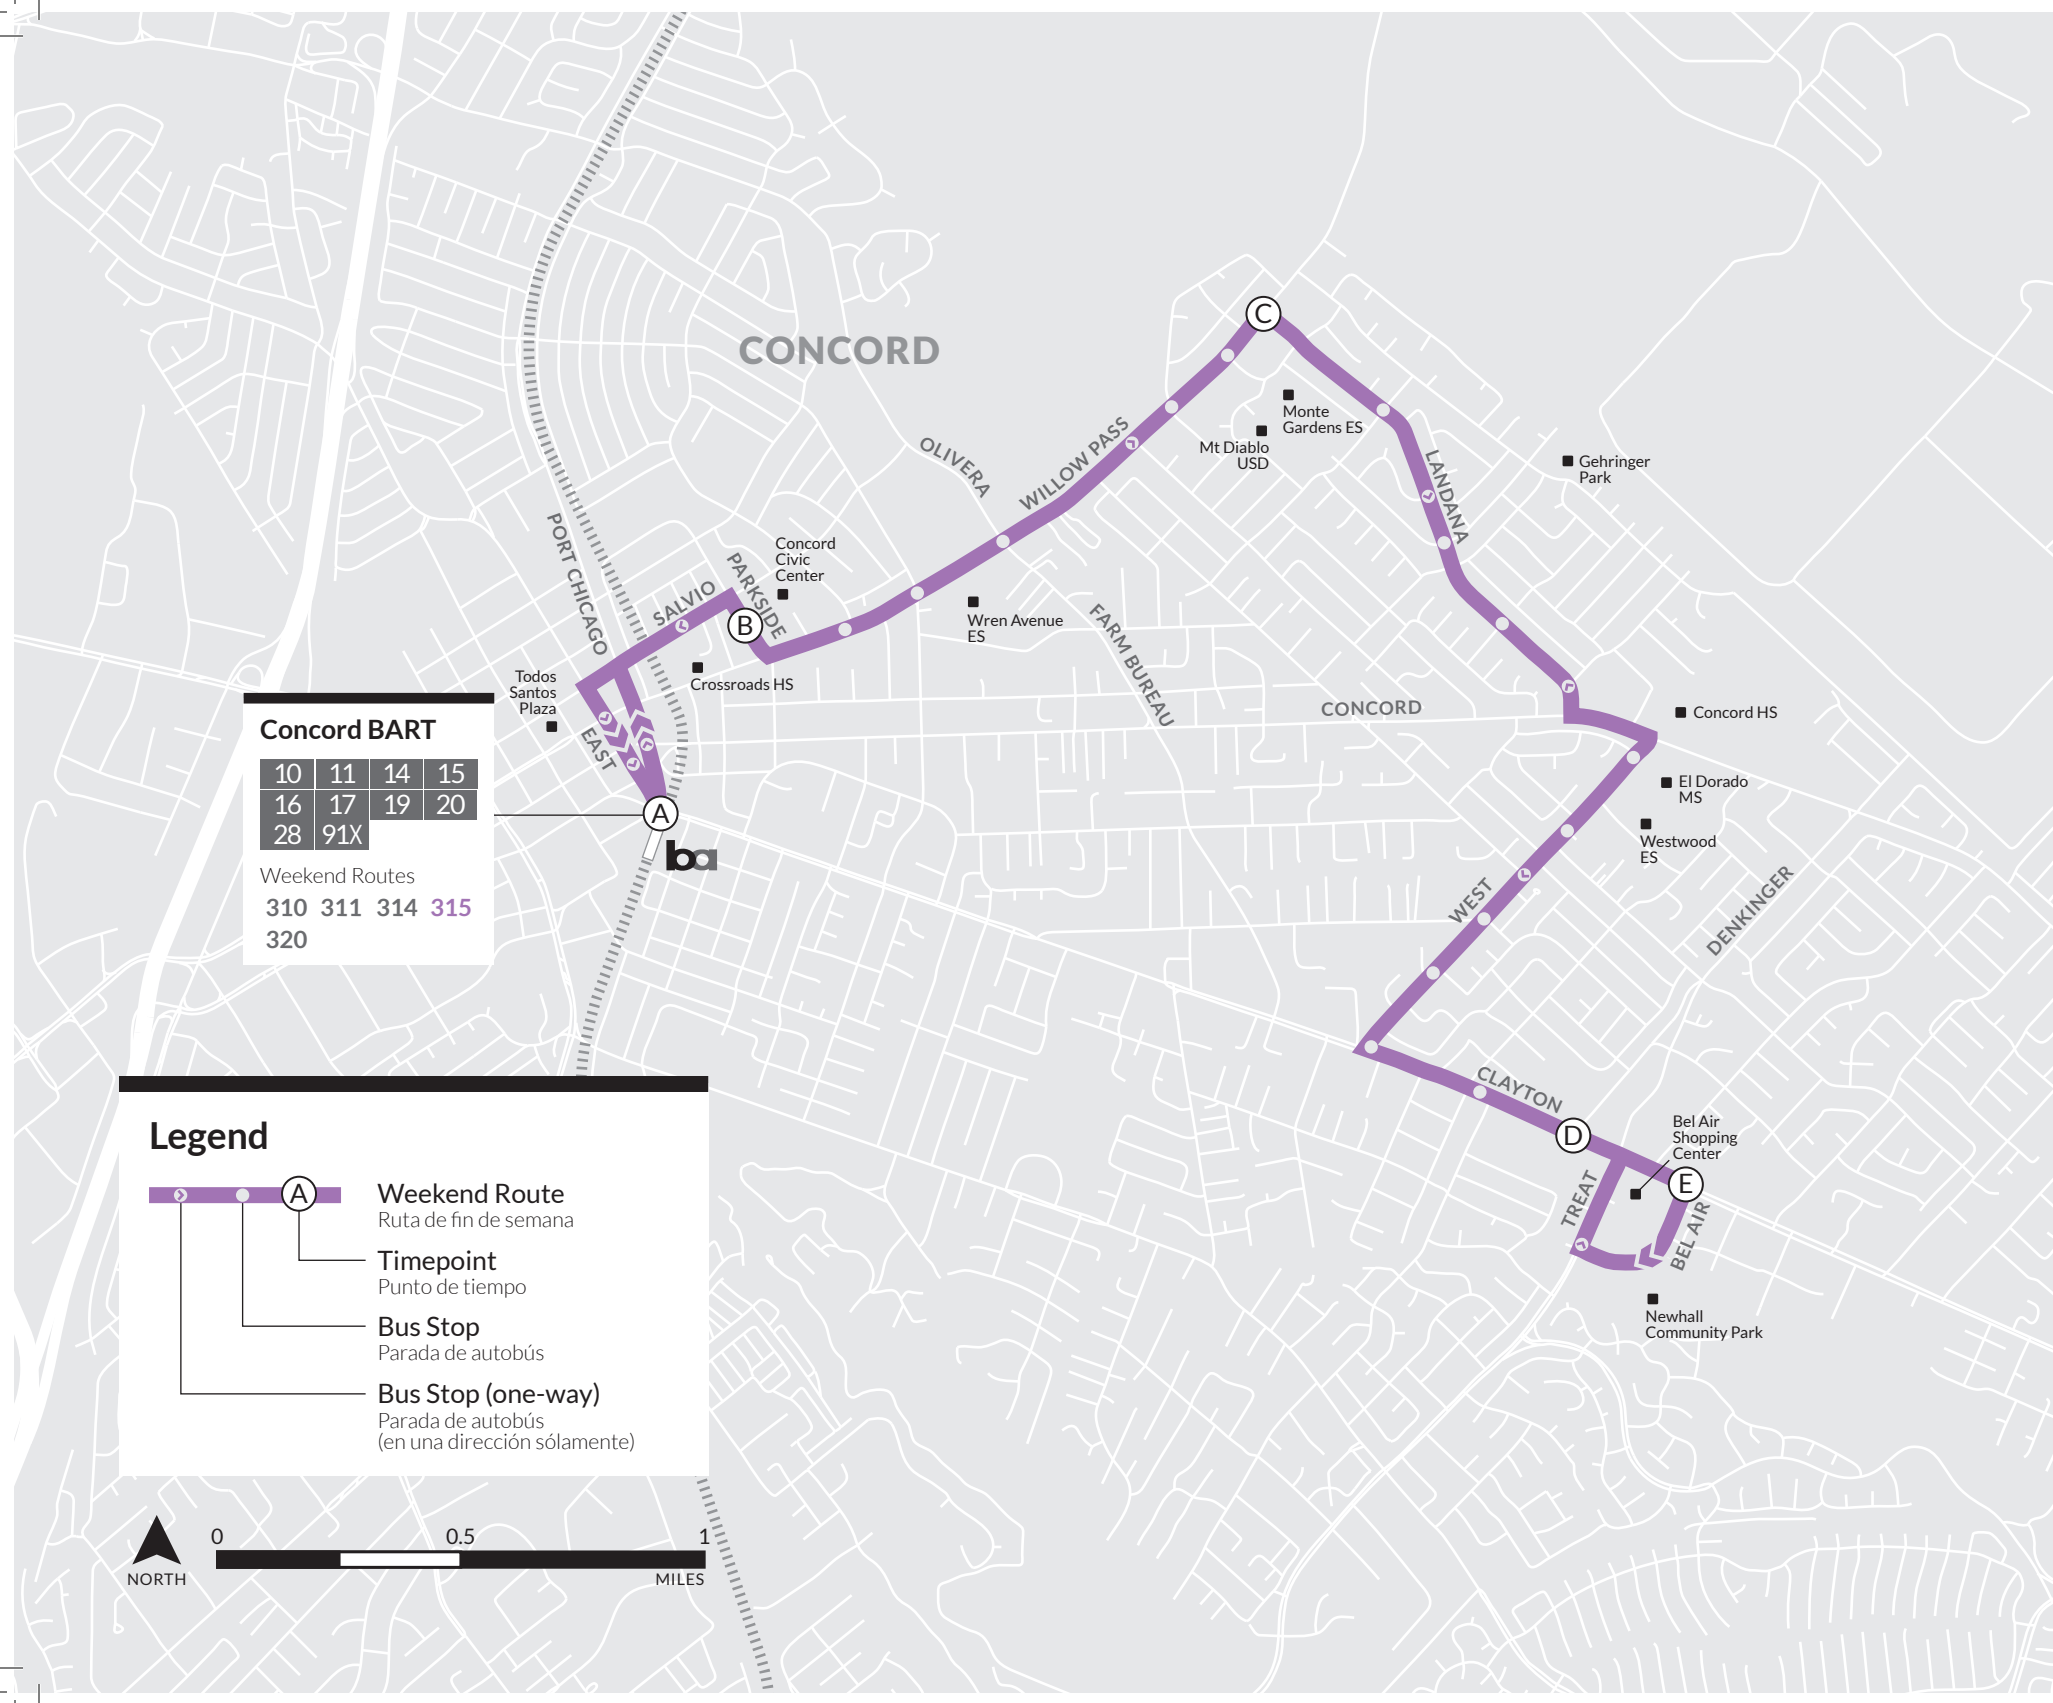 CONCORD
C
Monte
Gardens ES
Mt Diablo
USD
WILLOW PASS
OLIVERA
LANDANA
Gehringer
Park
PORT CHICAGO
Concord
Civic
Center
PARKSIDE
SALVIO
B
Wren Avenue
ES
FARM BUREAU
Crossroads HS
Todos
Santos
Plaza
EAST
CONCORD
Concord HS
El Dorado
MS
Westwood
ES
WEST
DENKINGER
A
ba
Concord BART
10 11 14 15
16 17 19 20
28 91X
Weekend Routes
310 311 314 315
320
CLAYTON
D
Bel Air
Shopping
Center
E
TREAT
BEL AIR
Newhall
Community Park
Legend
A
Weekend Route
Ruta de fin de semana
Timepoint
Punto de tiempo
Bus Stop
Parada de autobús
Bus Stop (one-way)
Parada de autobús
(en una dirección sólamente)
0 0.5 1
NORTH
MILES